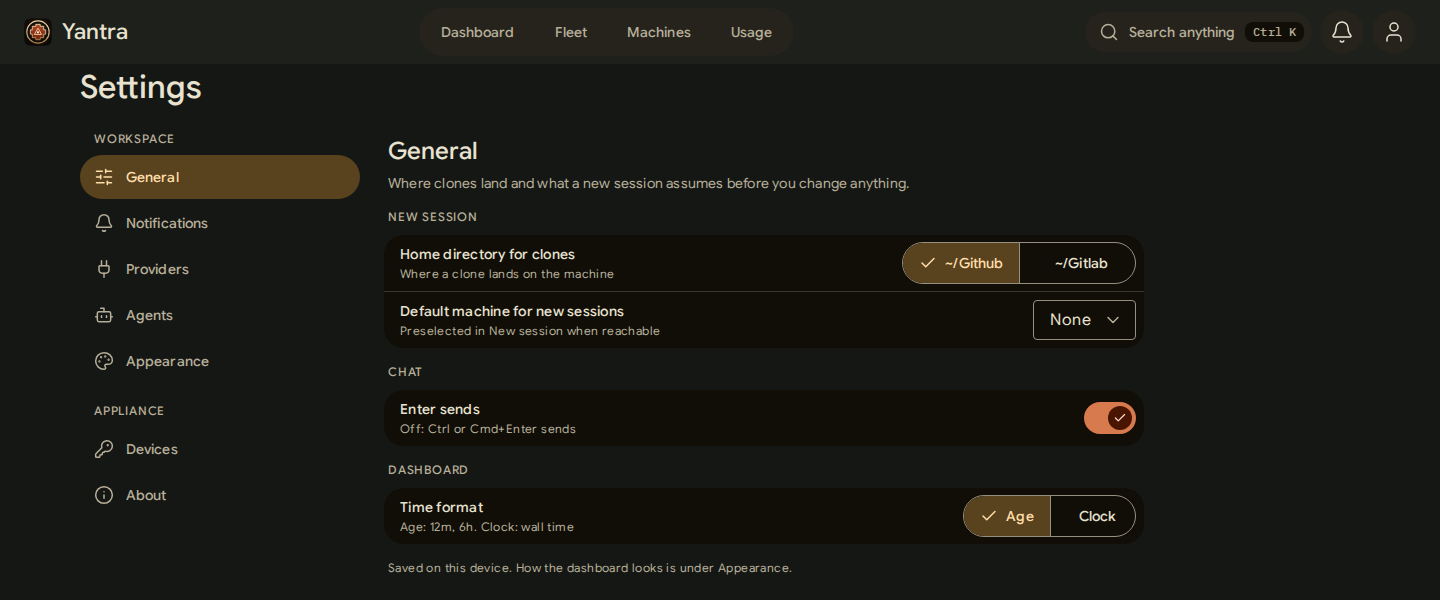 Yantra
Dashboard
Fleet
Machines
Usage
Search anything
Ctrl K
Settings
WORKSPACE
General
Notifications
Providers
Agents
Appearance
APPLIANCE
Devices
About
General
Where clones land and what a new session assumes before you change anything.
NEW SESSION
Home directory for clones
Where a clone lands on the machine
~/Github
~/Gitlab
Default machine for new sessions
Preselected in New session when reachable
None
CHAT
Enter sends
Off: Ctrl or Cmd+Enter sends
DASHBOARD
Time format
Age: 12m, 6h. Clock: wall time
Age
Clock
Saved on this device. How the dashboard looks is under Appearance.